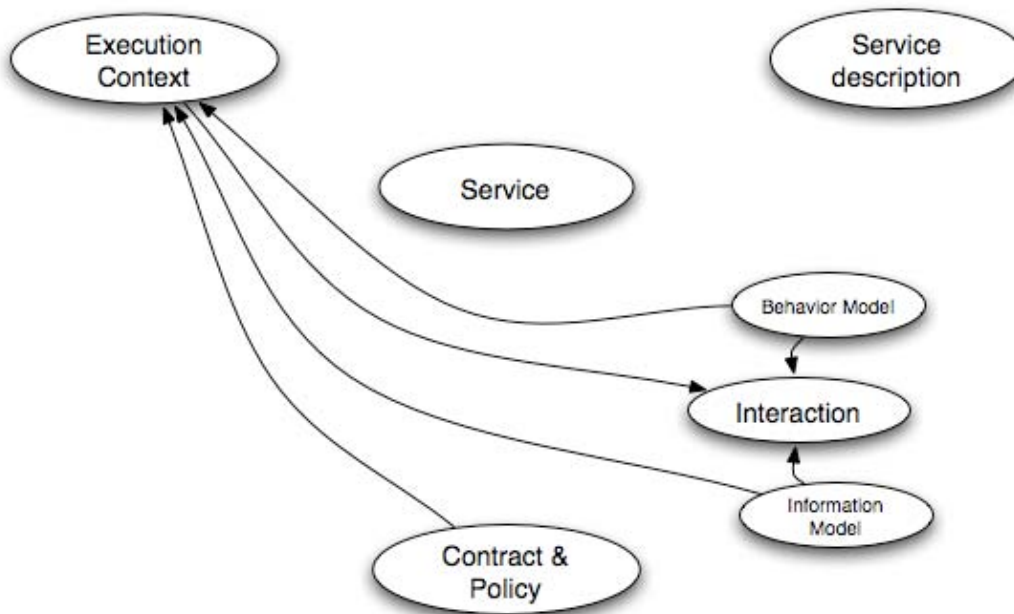 Execution
Context
Service
description
Service
Behavior Model
Interaction
Information
Model
Contract &
Policy